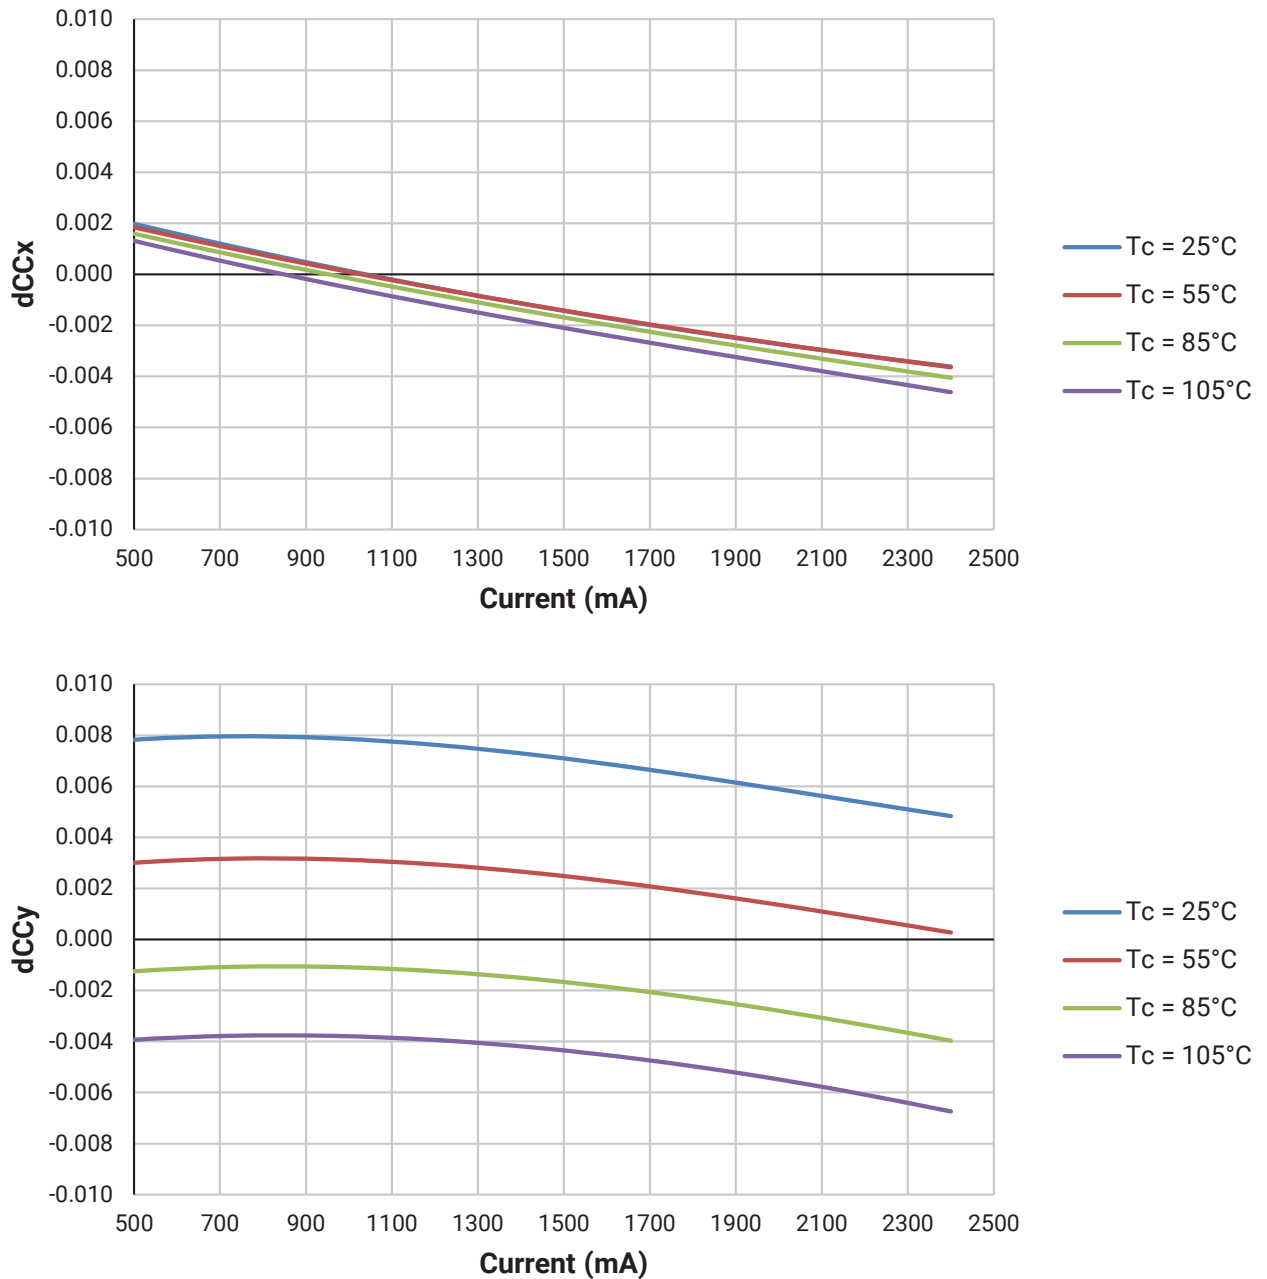 0.010
0.008
0.006
0.004
0.002
0.000
-0.002
-0.004
-0.006
-0.008
-0.010
dCCx
500 700 900 1100 1300 1500 1700 1900 2100 2300 2500
Current (mA)
Tc = 25°C
Tc = 55°C
Tc = 85°C
Tc = 105°C
0.010
0.008
0.006
0.004
0.002
0.000
-0.002
-0.004
-0.006
-0.008
-0.010
dCCy
500 700 900 1100 1300 1500 1700 1900 2100 2300 2500
Current (mA)
Tc = 25°C
Tc = 55°C
Tc = 85°C
Tc = 105°C